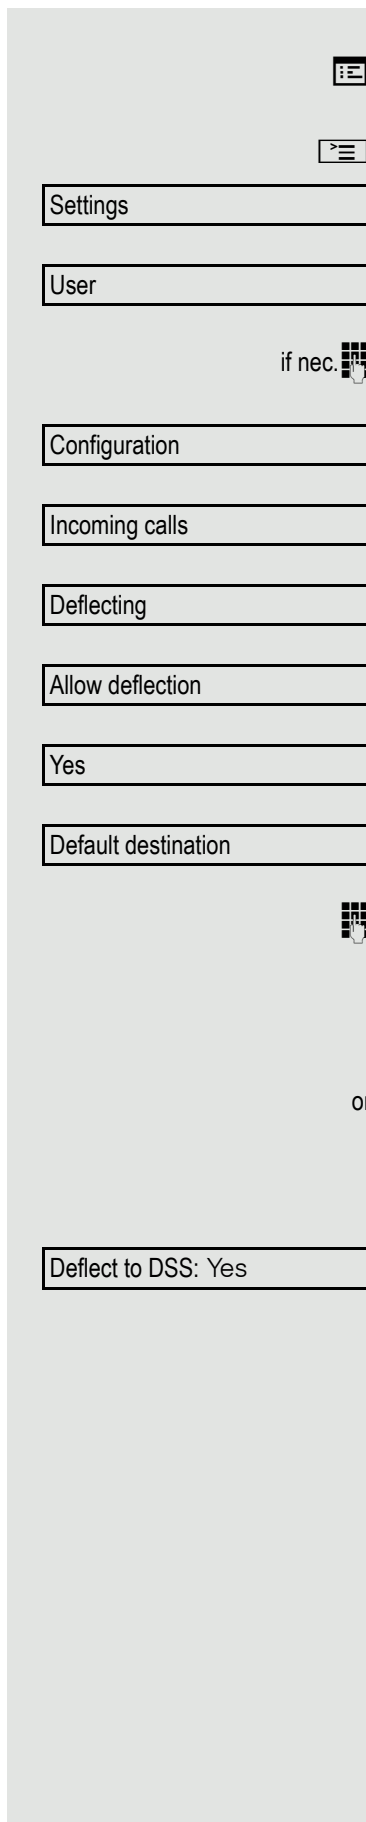 Settings
User
if nec.
Configuration
Incoming calls
Deflecting
Allow deflection
Yes
Default destination
or
Deflect to DSS: Yes